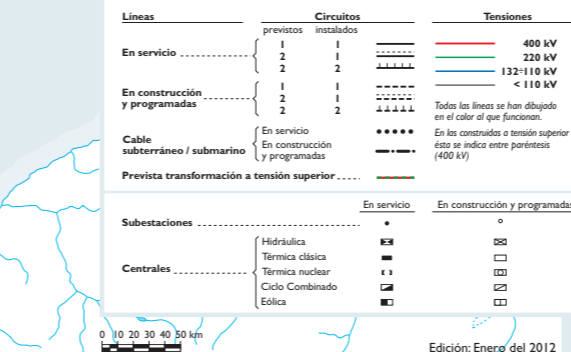 Líneas Circuitos Tensiones
previstos instalados
En servicio 1 1 400 kV
2 1 220 kV
2 2 132÷110 kV
< 110 kV
En construcción y programadas 1 1
2 1
2 2
Todas las líneas se han dibujado
en el color al que funcionan.
En las construidas a tensión superior
ésta se indica entre paréntesis
(400 kV)
Cable
subterráneo / submarino
En servicio
En construcción
y programadas
Prevista transformación a tensión superior
En servicio En construcción y programadas
Subestaciones
Centrales
Hidráulica
Térmica clásica
Térmica nuclear
Ciclo Combinado
Eólica
0 10 20 30 40 50 km
Edición: Enero del 2012